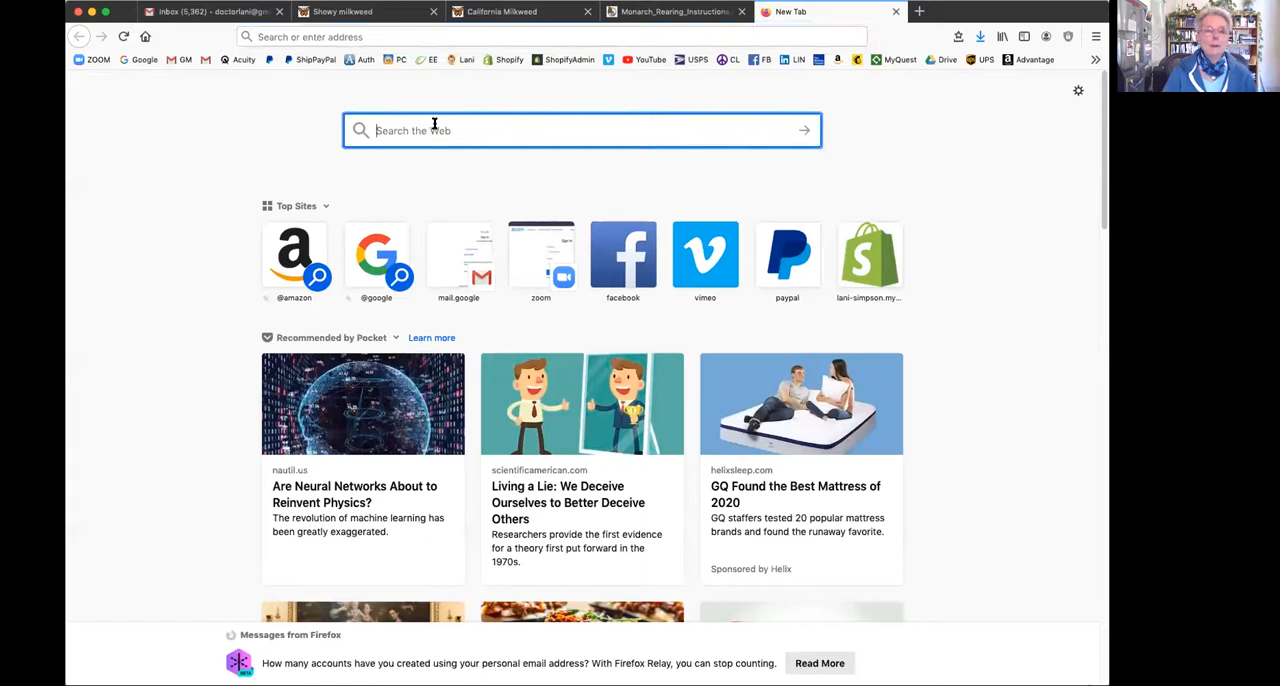 Inbox (5,362) - doctorlani@gm
Showy milkweed
California Milkweed
Monarch_Rearing_Instructions
New Tab
Search or enter address
ZOOM
Google
GM
Acuity
ShipPayPal
Auth
PC
EE
Lani
Shopify
ShopifyAdmin
YouTube
USPS
CL
FB
LIN
MyQuest
Drive
UPS
Advantage
Search the Web
Top Sites
@amazon
@google
mail.google
zoom
facebook
vimeo
paypal
lani-simpson.my...
Recommended by Pocket
Learn more
nautil.us
Are Neural Networks About to
Reinvent Physics?
The revolution of machine learning has
been greatly exaggerated.
scientificamerican.com
Living a Lie: We Deceive
Ourselves to Better Deceive
Others
Researchers provide the first evidence
for a theory first put forward in the
1970s.
helixsleep.com
GQ Found the Best Mattress of
2020
GQ staffers tested 20 popular mattress
brands and found the runaway favorite.
Sponsored by Helix
Messages from Firefox
How many accounts have you created using your personal email address? With Firefox Relay, you can stop counting.
Read More